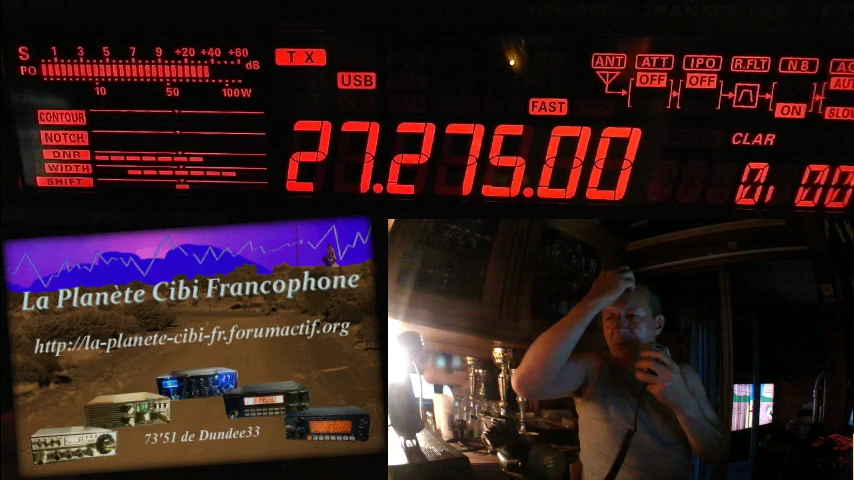 S 1 3 5 7 9 +20 +40 +60 dB
PO
10 50 100W
TX
USB
FAST
ANT ATT IPO R.FLT NB
OFF OFF ON
CONTOUR
NOTCH
DNR
WIDTH
SHIFT
27.275.00
CLAR
0.00
La Planète Cibi Francophone
http://la-planete-cibi-fr.forumactif.org
73'51 de Dundee33